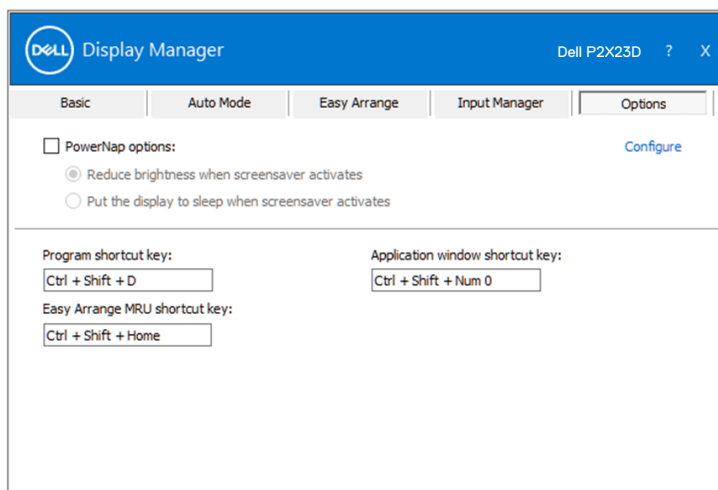 DELL Display Manager Dell P2X23D ? X
Basic Auto Mode Easy Arrange Input Manager Options
PowerNap options: Configure
Reduce brightness when screensaver activates
Put the display to sleep when screensaver activates
Program shortcut key: Application window shortcut key:
Ctrl + Shift + D Ctrl + Shift + Num 0
Easy Arrange MRU shortcut key:
Ctrl + Shift + Home